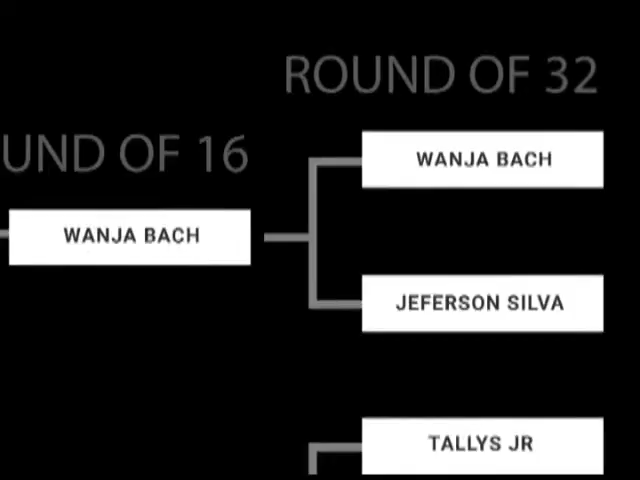 ROUND OF 32
UND OF 16
WANJA BACH
WANJA BACH
JEFERSON SILVA
TALLYS JR